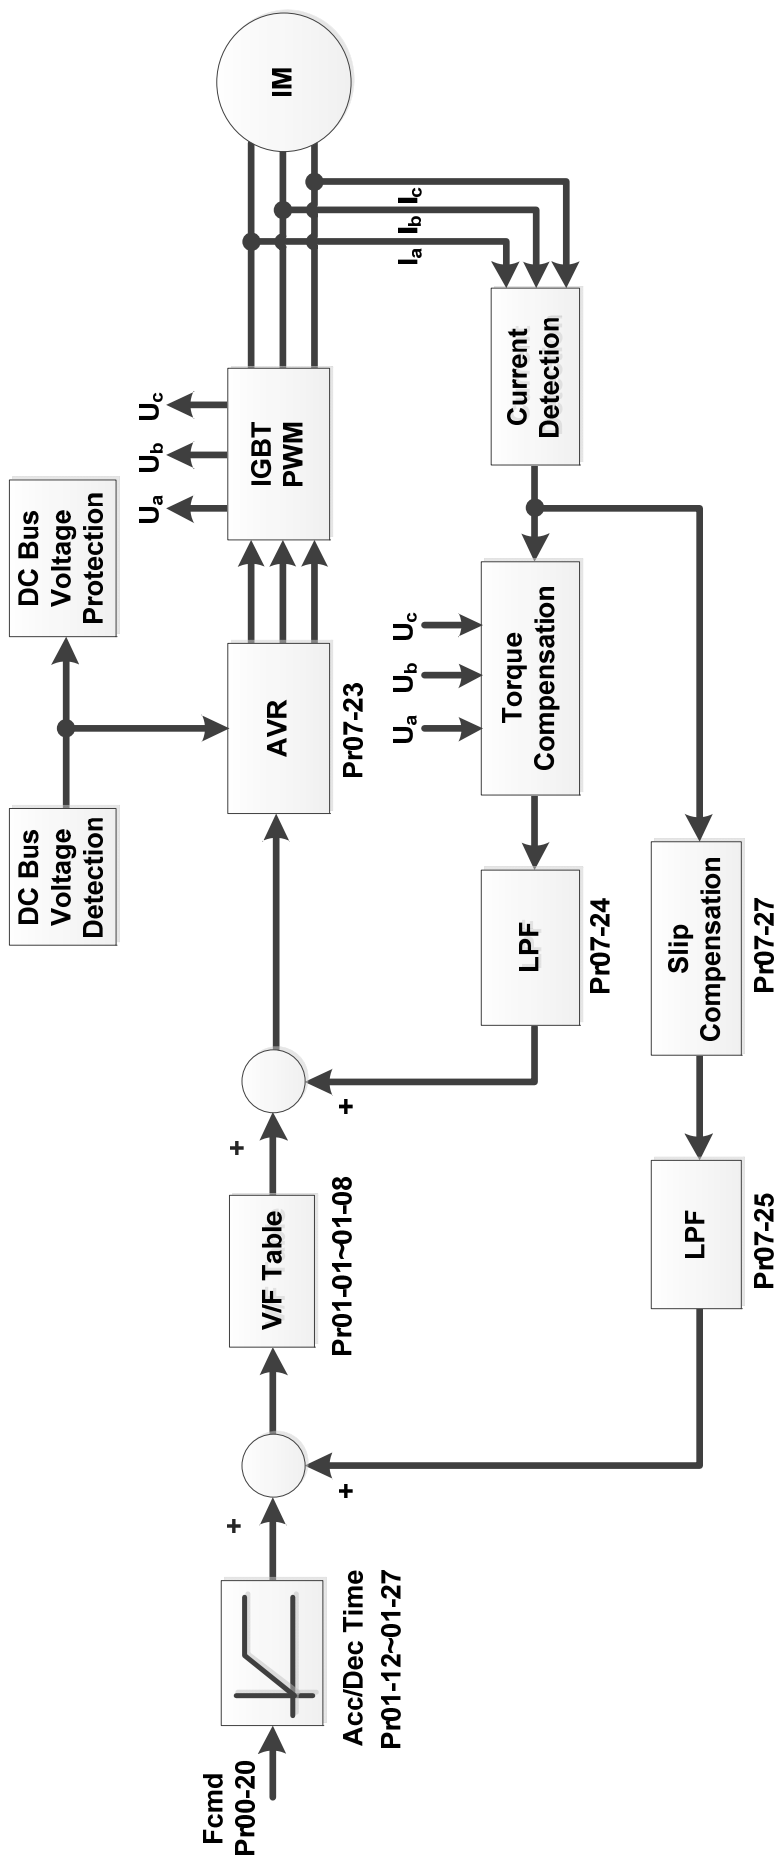 Fcmd
Pr00-20
Acc/Dec Time
Pr01-12~01-27
+
+
V/F Table
Pr01-01~01-08
+
+
DC Bus
Voltage
Detection
DC Bus
Voltage
Protection
AVR
Pr07-23
IGBT
PWM
Ua
Ub
Uc
IM
Ia
Ib
Ic
Current
Detection
Ua
Ub
Uc
Torque
Compensation
LPF
Pr07-24
Slip
Compensation
Pr07-27
LPF
Pr07-25